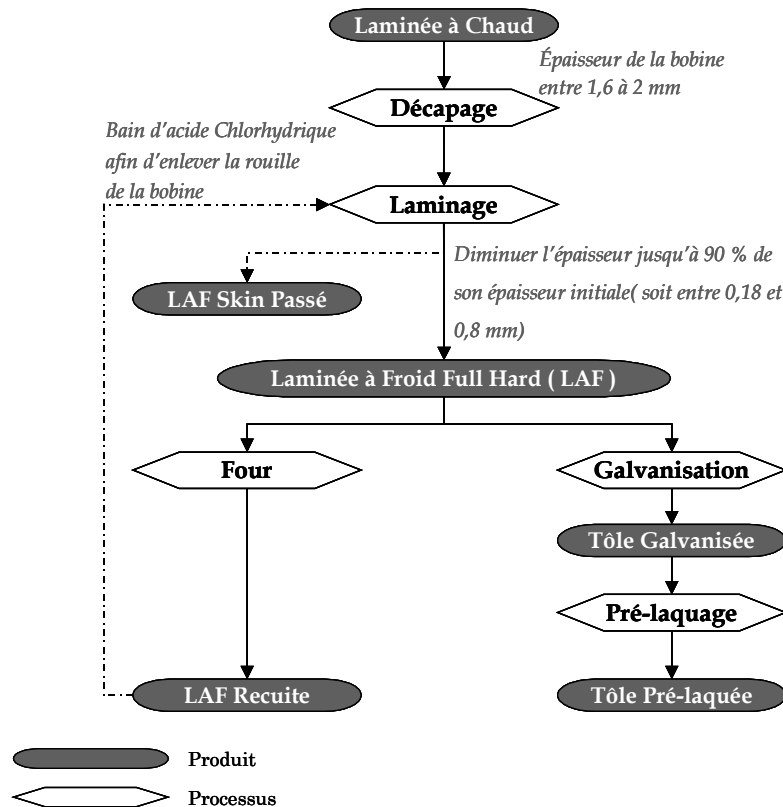 Laminée à Chaud
Épaisseur de la bobine
entre 1,6 à 2 mm
Décapage
Bain d'acide Chlorhydrique
afin d'enlever la rouille
de la bobine
Laminage
Diminuer l'épaisseur jusqu'à 90 % de
son épaisseur initiale( soit entre 0,18 et
0,8 mm)
LAF Skin Passé
Laminée à Froid Full Hard ( LAF )
Four
Galvanisation
Tôle Galvanisée
Pré-laquage
LAF Recuite
Tôle Pré-laquée
Produit
Processus